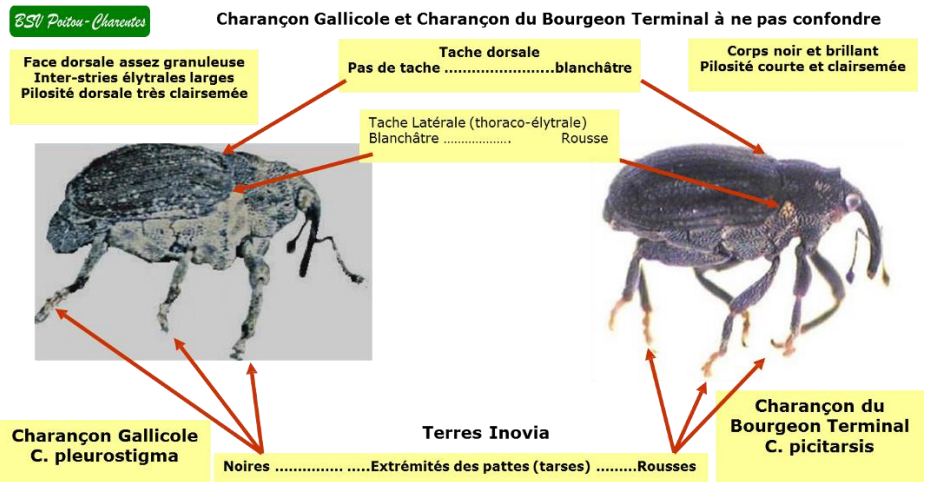 BSV Poitou-Charentes
Charançon Gallicole et Charançon du Bourgeon Terminal à ne pas confondre
Face dorsale assez granuleuse
Inter-stries élytrales larges
Pilosité dorsale très clairsemée
Tache dorsale
Pas de tache ........................blanchâtre
Corps noir et brillant
Pilosité courte et clairsemée
Tache Latérale (thoraco-élytrale)
Blanchâtre ................... Rousse
Charançon Gallicole
C. pleurostigma
Terres Inovia
Charançon du
Bourgeon Terminal
C. picitarsis
Noires ............... .....Extrémités des pattes (tarses) .........Rousses